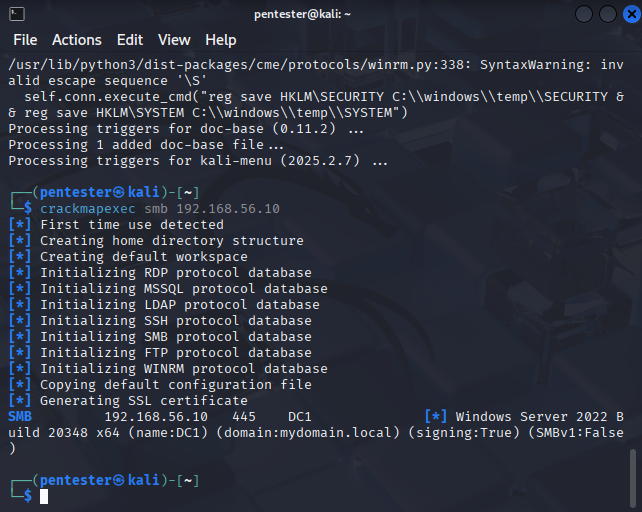 pentester@kali: ~
File Actions Edit View Help
/usr/lib/python3/dist-packages/cme/protocols/winrm.py:338: SyntaxWarning: inv
alid escape sequence '\S'
  self.conn.execute_cmd("reg save HKLM\SECURITY C:\\windows\\temp\\SECURITY &
& reg save HKLM\SYSTEM C:\\windows\\temp\\SYSTEM")
Processing triggers for doc-base (0.11.2) ...
Processing 1 added doc-base file...
Processing triggers for kali-menu (2025.2.7) ...
┌──(pentester㉿kali)-[~]
└─$ crackmapexec smb 192.168.56.10
[*] First time use detected
[*] Creating home directory structure
[*] Creating default workspace
[*] Initializing RDP protocol database
[*] Initializing MSSQL protocol database
[*] Initializing LDAP protocol database
[*] Initializing SSH protocol database
[*] Initializing SMB protocol database
[*] Initializing FTP protocol database
[*] Initializing WINRM protocol database
[*] Copying default configuration file
[*] Generating SSL certificate
SMB         192.168.56.10   445    DC1              [*] Windows Server 2022 B
uild 20348 x64 (name:DC1) (domain:mydomain.local) (signing:True) (SMBv1:False
)
┌──(pentester㉿kali)-[~]
└─$